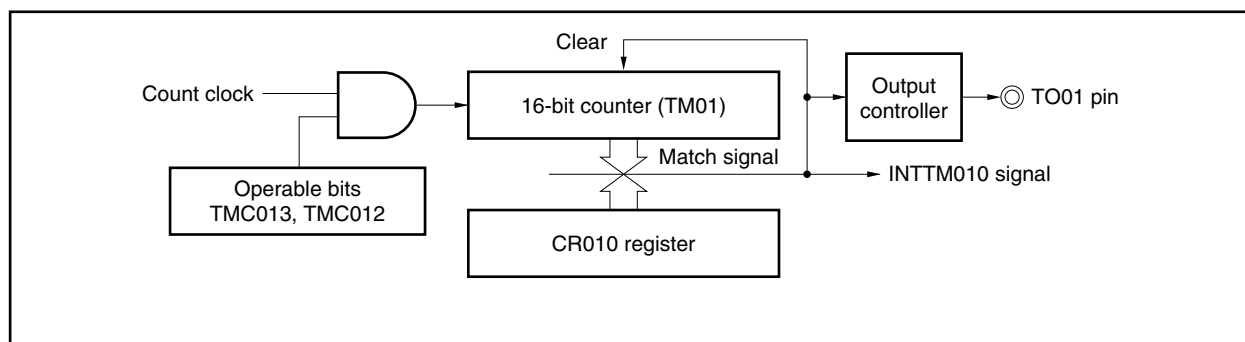 Clear
Count clock
16-bit counter (TM01)
Output
controller
TO01 pin
Match signal
INTTM010 signal
Operable bits
TMC013, TMC012
CR010 register